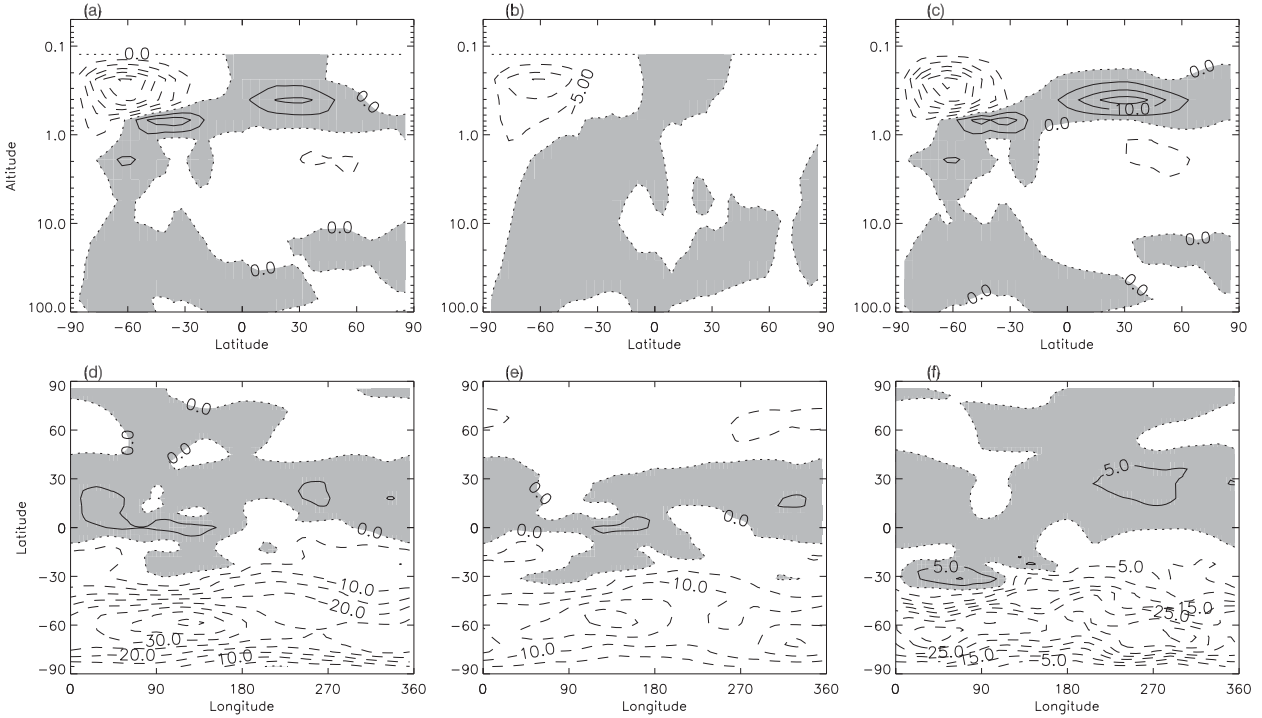 (a) (b) (c)
0.1 0.1 0.1
0.0 5.00 0.0
0.0 10.0
1.0 1.0 0.0 1.0
Altitude
10.0 10.0 10.0
0.0 0.0
0.0 0.0 0.0
100.0 100.0 100.0
−90 −60 −30 0 30 60 90 −90 −60 −30 0 30 60 90 −90 −60 −30 0 30 60 90
Latitude Latitude Latitude
(d) (e) (f)
90 90 90
0.0
60 0.0 0.0 60 60
5.0
30 30 0.0 30
Latitude
0 0.0 0 0.0 0.0 0
−30 −30 −30 5.0 5.0
10.0 10.0
20.0 25.0 15.0
−60 30.0 −60 −60
20.0 10.0 10.0 25.0 15.0 5.0
−90 −90 −90
0 90 180 270 360 0 90 180 270 360 0 90 180 270 360
Longitude Longitude Longitude